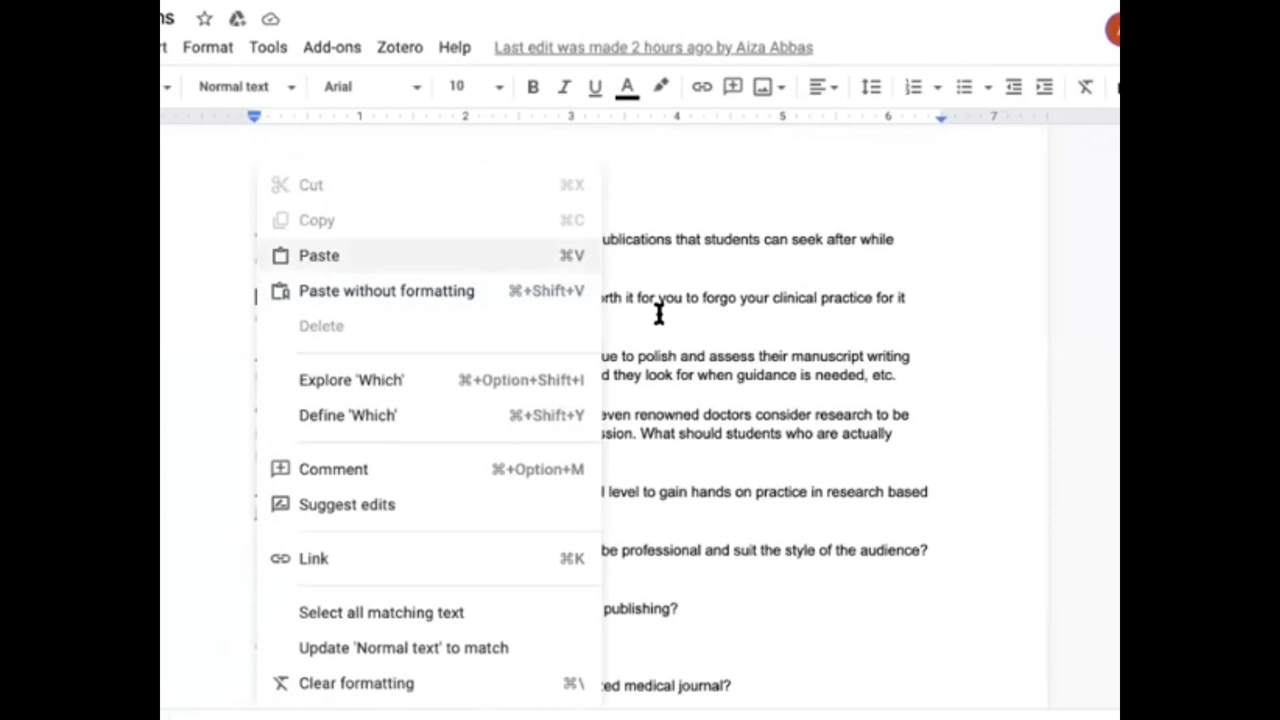 ns
Format Tools Add-ons Zotero Help Last edit was made 2 hours ago by Aiza Abbas
Normal text Arial 10 B I U A
1 2 3 4 5 6 7
Cut ⌘X
Copy ⌘C
ublications that students can seek after while
Paste ⌘V
Paste without formatting ⌘+Shift+V
rth it for you to forgo your clinical practice for it
Delete
ue to polish and assess their manuscript writing
d they look for when guidance is needed, etc.
Explore 'Which' ⌘+Option+Shift+I
Define 'Which' ⌘+Shift+Y
even renowned doctors consider research to be
ssion. What should students who are actually
Comment ⌘+Option+M
l level to gain hands on practice in research based
Suggest edits
be professional and suit the style of the audience?
Link ⌘K
publishing?
Select all matching text
Update 'Normal text' to match
Clear formatting ⌘\
ed medical journal?